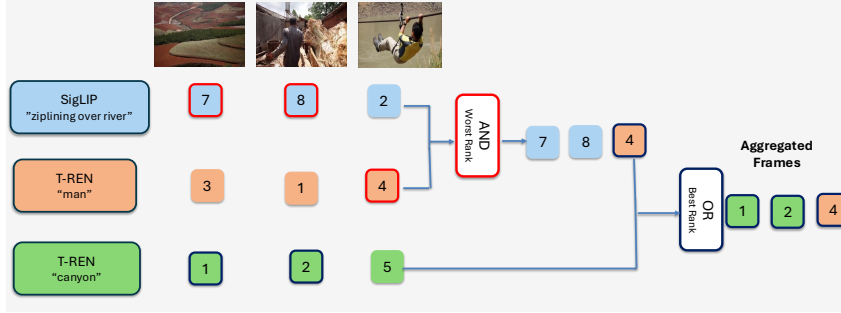 SigLIP
"ziplining over river"
7
8
2
AND
Worst Rank
7
8
4
T-REN
"man"
3
1
4
Aggregated
Frames
OR
Best Rank
1
2
4
T-REN
"canyon"
1
2
5